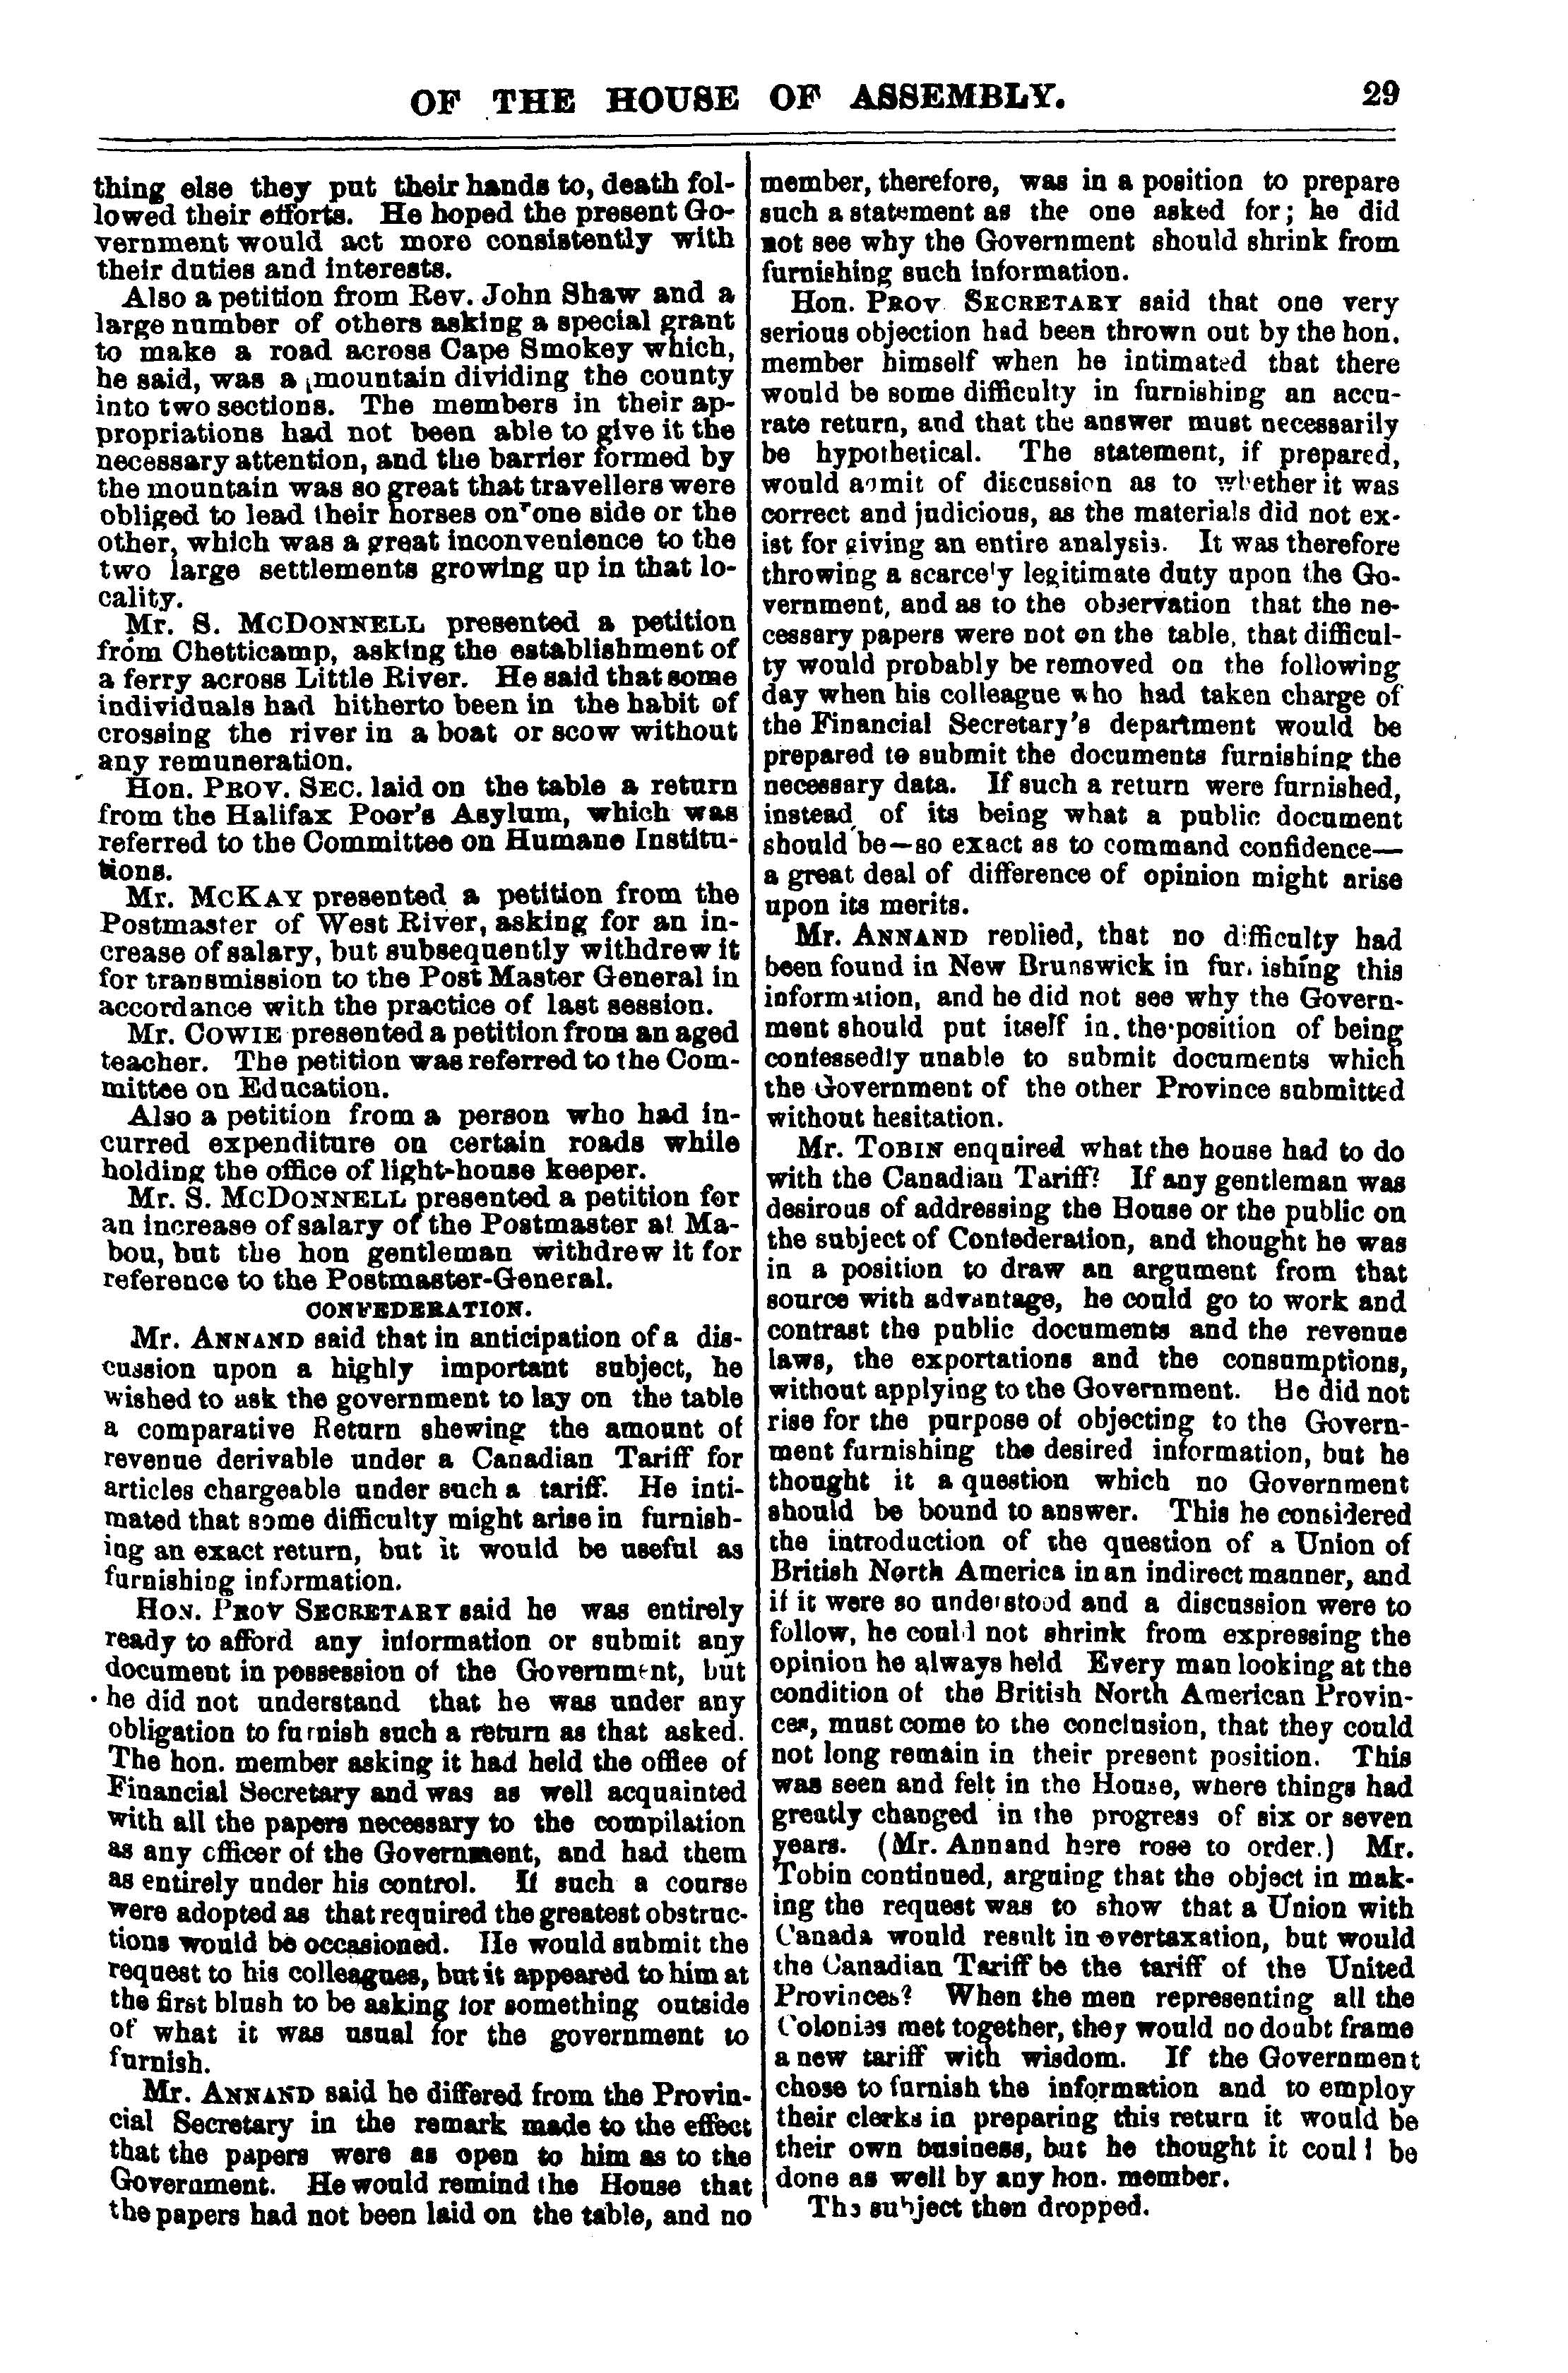 OF THE HOUSE OF ASSEMBLY. 29
thing else they put their hands to, death fol-
lowed their efforts. He hoped the present Go-
vernment would act more consistently with
their duties and interests.
Also a petition from Rev. John Shaw and a
large number of others asking a special grant
to make a road across Cape Smokey which,
he said, was a mountain dividing the county
into two sections. The members in their ap-
propriations had not been able to give it the
necessary attention, and the barrier formed by
the mountain was so great that travellers were
obliged to lead their horses on one side or the
other, which was a great inconvenience to the
two large settlements growing up in that lo-
cality.
Mr. S. MCDONNELL presented a petition
from Chetticamp, asking the establishment of
a ferry across Little River. He said that some
individuals had hitherto been in the habit of
crossing the river in a boat or scow without
any remuneration.
Hon. PROV. SEC. laid on the table a return
from the Halifax Poor's Asylum, which was
referred to the Committee on Humane Institu-
tions.
Mr. MCKAY presented a petition from the
Postmaster of West River, asking for an in-
crease of salary, but subsequently withdrew it
for transmission to the Post Master General in
accordance with the practice of last session.
Mr. COWIE presented a petition from an aged
teacher. The petition was referred to the Com-
mittee on Education.
Also a petition from a person who had in-
curred expenditure on certain roads while
holding the office of light-house keeper.
Mr. S. MCDONNELL presented a petition for
an increase of salary of the Postmaster at Ma-
bou, but the hon gentleman withdrew it for
reference to the Postmaster-General.
CONFEDERATION.
Mr. ANNAND said that in anticipation of a dis-
cussion upon a highly important subject, he
wished to ask the government to lay on the table
a comparative Return shewing the amount of
revenue derivable under a Canadian Tariff for
articles chargeable under such a tariff. He inti-
mated that some difficulty might arise in furnish-
ing an exact return, but it would be useful as
furnishing information.
HON. PROV SECRETARY said he was entirely
ready to afford any information or submit any
document in possession of the Government, but
he did not understand that he was under any
obligation to furnish such a return as that asked.
The hon. member asking it had held the office of
Financial Secretary and was as well acquainted
with all the papers necessary to the compilation
as any officer of the Government, and had them
as entirely under his control. If such a course
were adopted as that required the greatest obstruc-
tions would be occasioned. He would submit the
request to his colleagues, but it appeared to him at
the first blush to be asking for something outside
of what it was usual for the government to
furnish.
Mr. ANNAND said he differed from the Provin-
cial Secretary in the remark made to the effect
that the papers were as open to him as to the
Government. He would remind the House that
the papers had not been laid on the table, and no
member, therefore, was in a position to prepare
such a statement as the one asked for; he did
not see why the Government should shrink from
furnishing such information.
Hon. PROV SECRETARY said that one very
serious objection had been thrown out by the hon.
member himself when he intimated that there
would be some difficulty in furnishing an accu-
rate return, and that the answer must necessarily
be hypothetical. The statement, if prepared,
would admit of discussion as to whether it was
correct and judicious, as the materials did not ex-
ist for giving an entire analysis. It was therefore
throwing a scarcely legitimate duty upon the Go-
vernment, and as to the observation that the ne-
cessary papers were not on the table, that difficul-
ty would probably be removed on the following
day when his colleague who had taken charge of
the Financial Secretary's department would be
prepared to submit the documents furnishing the
necessary data. If such a return were furnished,
instead of its being what a public document
should be—so exact as to command confidence—
a great deal of difference of opinion might arise
upon its merits.
Mr. ANNAND replied, that no difficulty had
been found in New Brunswick in furnishing this
information, and he did not see why the Govern-
ment should put itself in the position of being
confessedly unable to submit documents which
the Government of the other Province submitted
without hesitation.
Mr. TOBIN enquired what the house had to do
with the Canadian Tariff? If any gentleman was
desirous of addressing the House or the public on
the subject of Confederation, and thought he was
in a position to draw an argument from that
source with advantage, he could go to work and
contrast the public documents and the revenue
laws, the exportations and the consumptions,
without applying to the Government. He did not
rise for the purpose of objecting to the Govern-
ment furnishing the desired information, but he
thought it a question which no Government
should be bound to answer. This he considered
the introduction of the question of a Union of
British North America in an indirect manner, and
if it were so understood and a discussion were to
follow, he could not shrink from expressing the
opinion he always held Every man looking at the
condition of the British North American Provin-
ces, must come to the conclusion, that they could
not long remain in their present position. This
was seen and felt in the House, where things had
greatly changed in the progress of six or seven
years. (Mr. Annand here rose to order.) Mr.
Tobin continued, arguing that the object in mak-
ing the request was to show that a Union with
Canada would result in overtaxation, but would
the Canadian Tariff be the tariff of the United
Provinces? When the men representing all the
Colonies met together, they would no doubt frame
a new tariff with wisdom. If the Government
chose to furnish the information and to employ
their clerks in preparing this return it would be
their own business, but he thought it could be
done as well by any hon. member.
The subject then dropped.